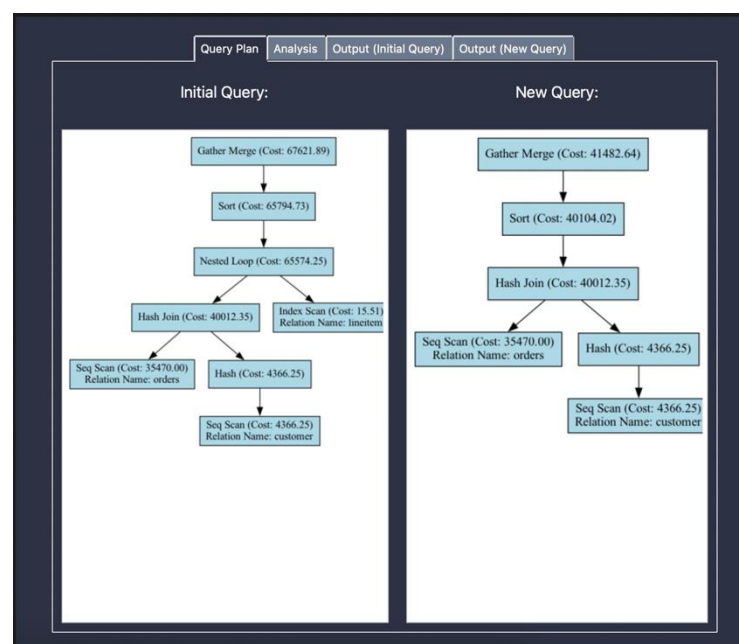 Query Plan
Analysis
Output (Initial Query)
Output (New Query)
Initial Query:
Gather Merge (Cost: 67621.89)
Sort (Cost: 65794.73)
Nested Loop (Cost: 65574.25)
Hash Join (Cost: 40012.35)
Index Scan (Cost: 15.51)
Relation Name: lineitem
Seq Scan (Cost: 35470.00)
Relation Name: orders
Hash (Cost: 4366.25)
Seq Scan (Cost: 4366.25)
Relation Name: customer
New Query:
Gather Merge (Cost: 41482.64)
Sort (Cost: 40104.02)
Hash Join (Cost: 40012.35)
Seq Scan (Cost: 35470.00)
Relation Name: orders
Hash (Cost: 4366.25)
Seq Scan (Cost: 4366.25)
Relation Name: customer